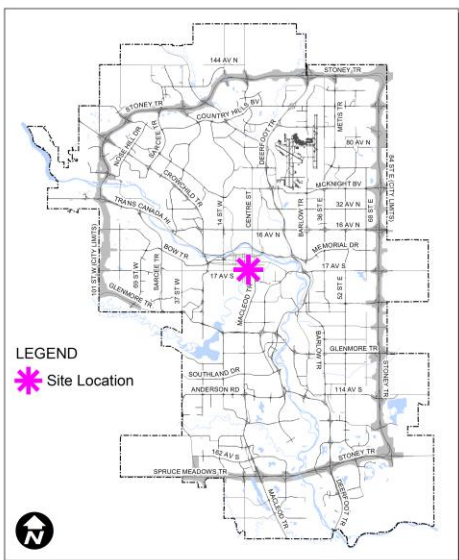 144 AV N
STONEY TR
STONEY TR
COUNTRY HILLS BV
METIS TR
DEERFOOT TR
NOSE HILL DR
SARCEE TR
80 AV N
CROWCHILD TR
MCKNIGHT BV
84 ST E (CITY LIMITS)
TRANS CANADA HI
14 ST W
CENTRE ST
BARLOW TR
36 ST E
32 AV N
68 ST E
16 AV N
16 AV N
MEMORIAL DR
101 ST W (CITY LIMITS)
BOW TR
17 AV S
17 AV S
69 ST W
SARCEE TR
37 ST W
MACLEOD TR
52 ST E
GLENMORE TR
BARLOW TR
GLENMORE TR
STONEY TR
LEGEND
Site Location
SOUTHLAND DR
ANDERSON RD
114 AV S
162 AV S
STONEY TR
SPRUCE MEADOWS TR
MACLEOD TR
DEERFOOT TR
N